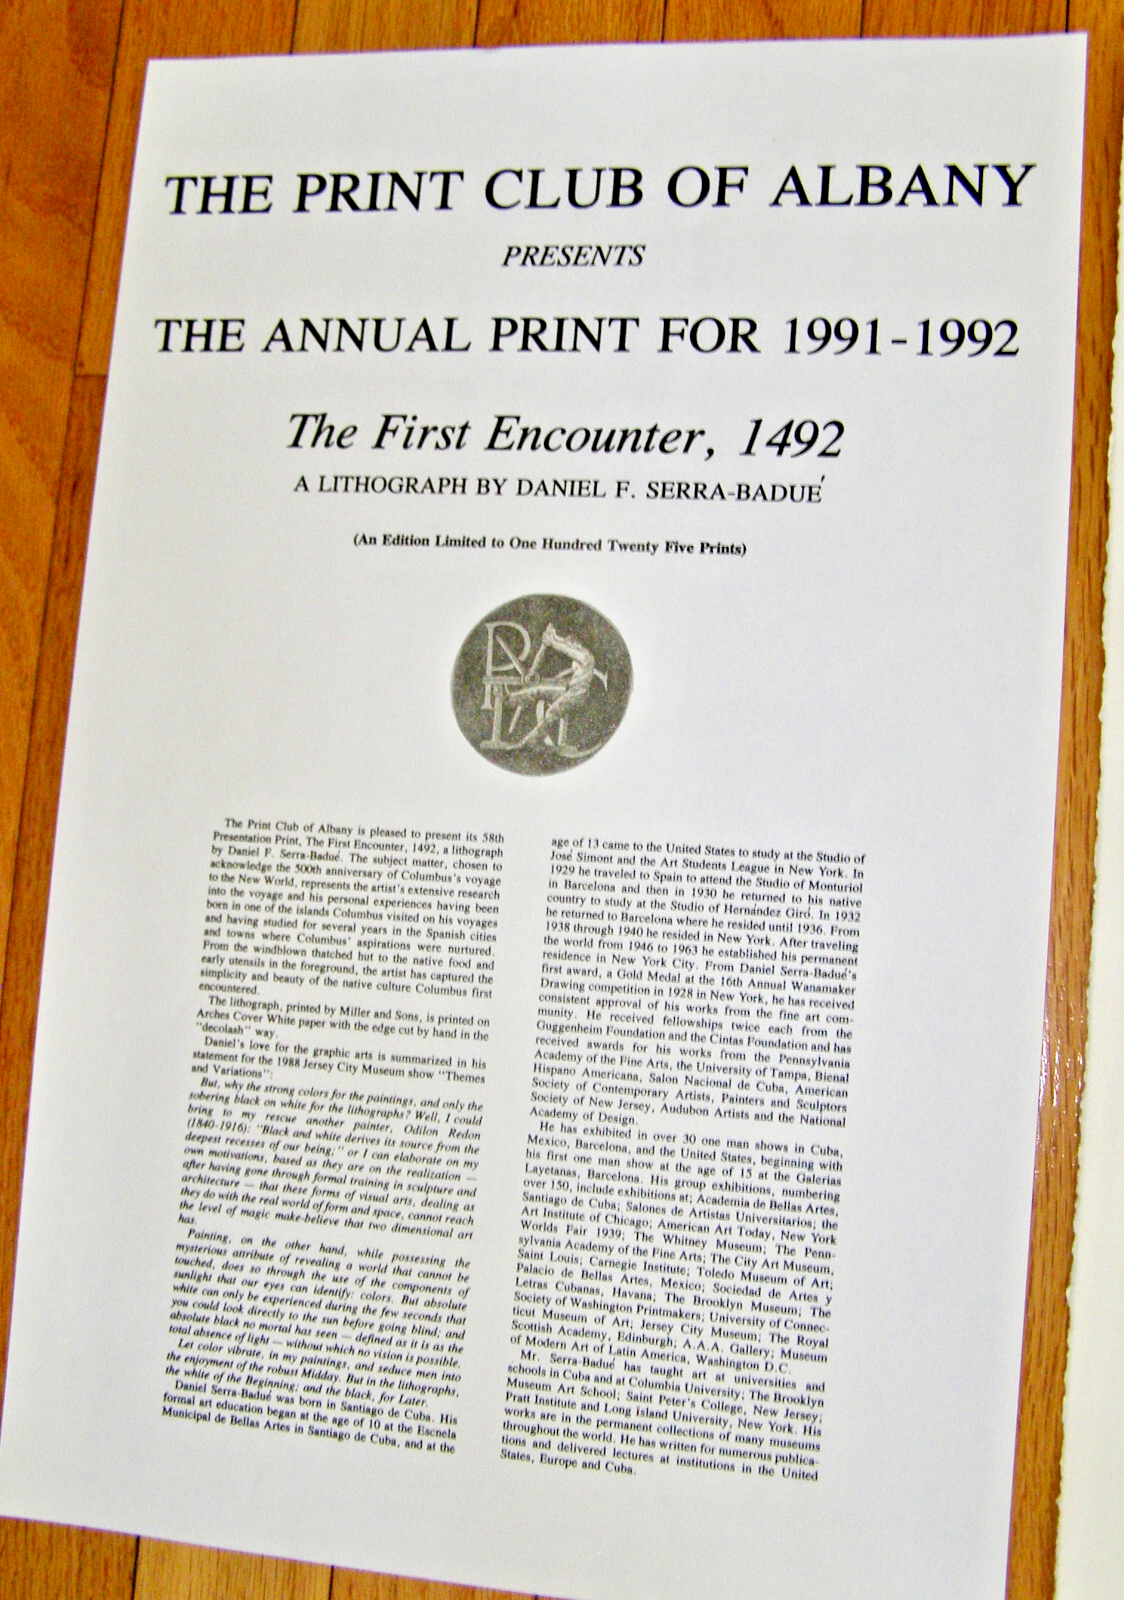 THE PRINT CLUB OF ALBANY
PRESENTS
THE ANNUAL PRINT FOR 1991-1992
The First Encounter, 1492
A LITHOGRAPH BY DANIEL F. SERRA-BADUÉ
(An Edition Limited to One Hundred Twenty Five Prints)
The Print Club of Albany is pleased to present its 58th
Presentation Print, The First Encounter, 1492, a lithograph
by Daniel F. Serra-Badué. The subject matter, chosen to
acknowledge the 500th anniversary of Columbus's voyage
to the New World, represents the artist's extensive research
into the voyage and his personal experiences having been
born in one of the islands Columbus visited on his voyages
and having studied for several years in the Spanish cities
and towns where Columbus' aspirations were nurtured.
From the windblown thatched hut to the native food and
early utensils in the foreground, the artist has captured the
simplicity and beauty of the native culture Columbus first
encountered.
The lithograph, printed by Miller and Sons, is printed on
Arches Cover White paper with the edge cut by hand in the
"decolash" way.
Daniel's love for the graphic arts is summarized in his
statement for the 1988 Jersey City Museum show "Themes
and Variations":
But, why the strong colors for the paintings, and only the
sobering black on white for the lithographs? Well, I could
bring to my rescue another painter, Odilon Redon
(1840-1916): "Black and white derives its source from the
deepest recesses of our being;" or I can elaborate on my
own motivations, based as they are on the realization —
after having gone through formal training in sculpture and
architecture — that these forms of visual arts, dealing as
they do with the real world of form and space, cannot reach
the level of magic make-believe that two dimensional art
has.
Painting, on the other hand, while possessing the
mysterious attribute of revealing a world that cannot be
touched, does so through the use of the components of
sunlight that our eyes can identify: colors. But absolute
white can only be experienced during the few seconds that
you could look directly to the sun before going blind; and
absolute black no mortal has seen — defined as it is as the
total absence of light — without which no vision is possible.
Let color vibrate, in my paintings, and seduce men into
the enjoyment of the robust Midday. But in the lithographs,
the white of the Beginning; and the black, for Later.
Daniel Serra-Badué was born in Santiago de Cuba. His
formal art education began at the age of 10 at the Escnela
Municipal de Bellas Artes in Santiago de Cuba, and at the
age of 13 came to the United States to study at the Studio of
José Simont and the Art Students League in New York. In
1929 he traveled to Spain to attend the Studio of Monturiol
in Barcelona and then in 1930 he returned to his native
country to study at the Studio of Hernández Giró. In 1932
he returned to Barcelona where he resided until 1936. From
1938 through 1940 he resided in New York. After traveling
the world from 1946 to 1963 he established his permanent
residence in New York City. From Daniel Serra-Badué's
first award, a Gold Medal at the 16th Annual Wanamaker
Drawing competition in 1928 in New York, he has received
consistent approval of his works from the fine art com-
munity. He received fellowships twice each from the
Guggenheim Foundation and the Cintas Foundation and has
received awards for his works from the Pennsylvania
Academy of the Fine Arts, the University of Tampa, Bienal
Hispano Americana, Salon Nacional de Cuba, American
Society of Contemporary Artists, Painters and Sculptors
Society of New Jersey, Audubon Artists and the National
Academy of Design.
He has exhibited in over 30 one man shows in Cuba,
Mexico, Barcelona, and the United States, beginning with
his first one man show at the age of 15 at the Galerias
Layetanas, Barcelona. His group exhibitions, numbering
over 150, include exhibitions at; Academia de Bellas Artes,
Santiago de Cuba; Salones de Artistas Universitarios; the
Art Institute of Chicago; American Art Today, New York
Worlds Fair 1939; The Whitney Museum; The Penn-
sylvania Academy of the Fine Arts; The City Art Museum,
Saint Louis; Carnegie Institute; Toledo Museum of Art;
Palacio de Bellas Artes, Mexico; Sociedad de Artes y
Letras Cubanas, Havana; The Brooklyn Museum; The
Society of Washington Printmakers; University of Connec-
ticut Museum of Art; Jersey City Museum; The Royal
Scottish Academy, Edinburgh; A.A.A. Gallery; Museum
of Modern Art of Latin America, Washington D.C.
Mr. Serra-Badué has taught art at universities and
schools in Cuba and at Columbia University; The Brooklyn
Museum Art School; Saint Peter's College, New Jersey;
Pratt Institute and Long Island University, New York. His
works are in the permanent collections of many museums
throughout the world. He has written for numerous publica-
tions and delivered lectures at institutions in the United
States, Europe and Cuba.